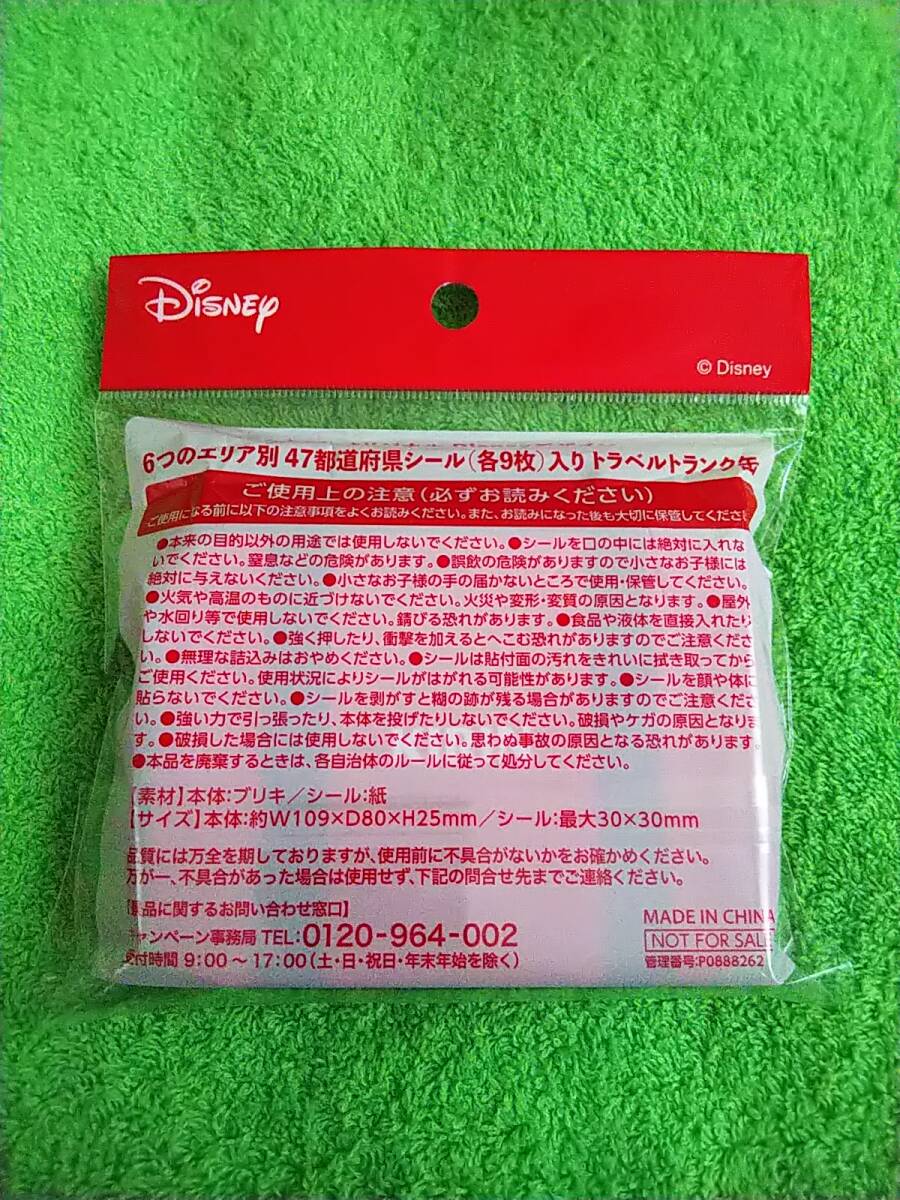 Disney
© Disney
6つのエリア別 47都道府県シール(各9枚)入り トラベルトランク缶
ご使用上の注意(必ずお読みください)
ご使用になる前に以下の注意事項をよくお読みください。また、お読みになった後も大切に保管してくださ
●本来の目的以外の用途では使用しないでください。●シールを口の中には絶対に入れな
いでください。窒息などの危険があります。●誤飲の危険がありますので小さなお子様には
絶対に与えないください。●小さなお子様の手の届かないところで使用・保管してください。
●火気や高温のものに近づけないでください。火災や変形・変質の原因となります。●屋外
や水回り等で使用しないでください。錆びる恐れがあります。●食品や液体を直接入れたり
しないでください。●強く押したり、衝撃を加えるとへこむ恐れがありますのでご注意くださ
い。●無理な詰込みはおやめください。●シールは貼付面の汚れをきれいに拭き取ってから
ご使用ください。使用状況によりシールがはがれる可能性があります。●シールを顔や体に
貼らないでください。●シールを剥がすと糊の跡が残る場合がありますのでご注意くださ
い。●強い力で引っ張ったり、本体を投げたりしないでください。破損やケガの原因となりま
す。●破損した場合には使用しないでください。思わぬ事故の原因となる恐れがあります。
●本品を廃棄するときは、各自治体のルールに従って処分してください。
【素材】本体:ブリキ/シール:紙
【サイズ】本体:約W109×D80×H25mm/シール:最大30×30mm
品質には万全を期しておりますが、使用前に不具合がないかをお確かめください。
万が一、不具合があった場合は使用せず、下記の問合せ先までご連絡ください。
【景品に関するお問い合わせ窓口】
キャンペーン事務局 TEL:0120-964-002
受付時間 9:00~17:00(土・日・祝日・年末年始を除く)
MADE IN CHINA
NOT FOR SALE
管理番号:P0888262